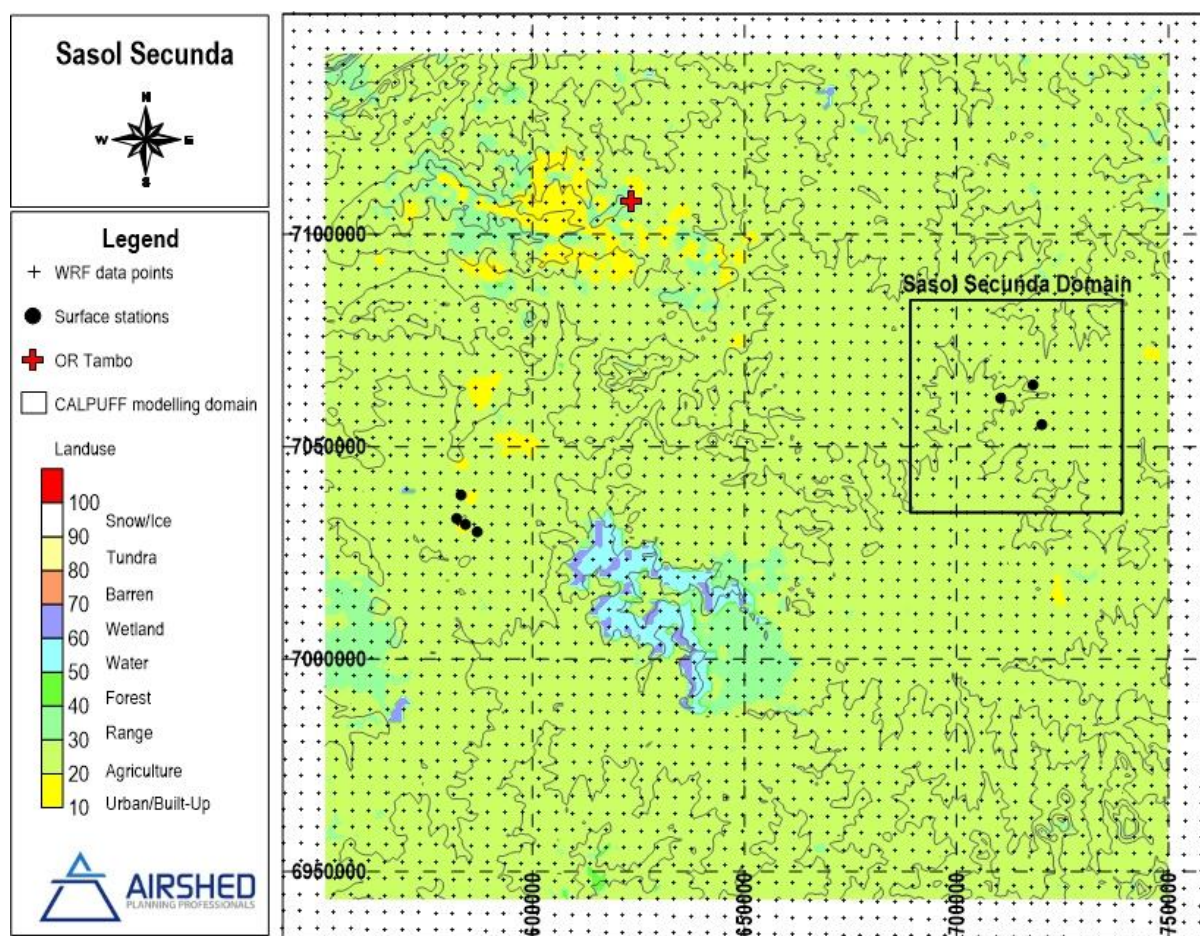 Sasol Secunda
N
W
E
S
Legend
WRF data points
Surface stations
OR Tambo
CALPUFF modelling domain
Landuse
100
Snow/Ice
90
Tundra
80
Barren
70
Wetland
60
Water
50
Forest
40
Range
30
Agriculture
20
Urban/Built-Up
10
AIRSHED
PLANNING PROFESSIONALS
7100000
Sasol Secunda Domain
7050000
7000000
6950000
600000
650000
700000
750000